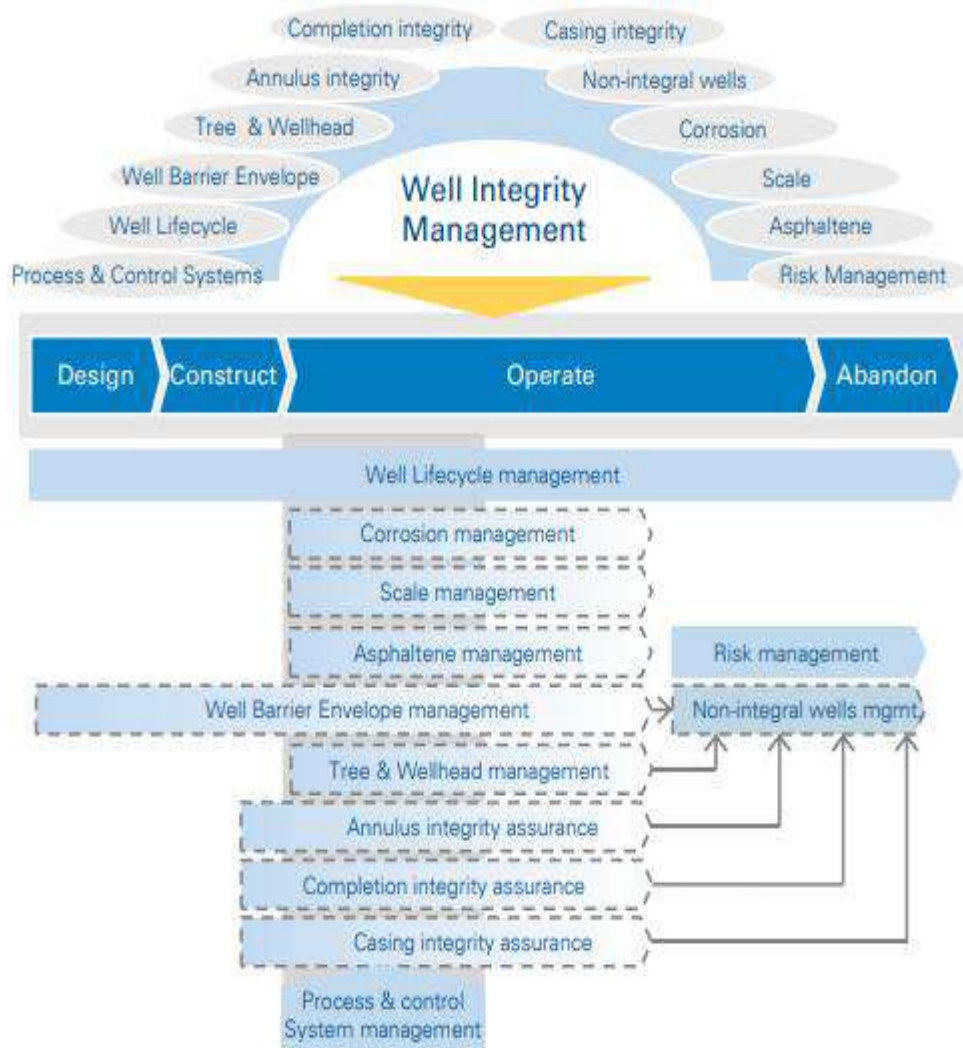 Completion integrity
Casing integrity
Annulus integrity
Non-integral wells
Tree & Wellhead
Corrosion
Well Barrier Envelope
Scale
Well Integrity
Management
Well Lifecycle
Asphaltene
Process & Control Systems
Risk Management
Design
Construct
Operate
Abandon
Well Lifecycle management
Corrosion management
Scale management
Asphaltene management
Risk management
Well Barrier Envelope management
Non-integral wells mgmt.
Tree & Wellhead management
Annulus integrity assurance
Completion integrity assurance
Casing integrity assurance
Process & control
System management